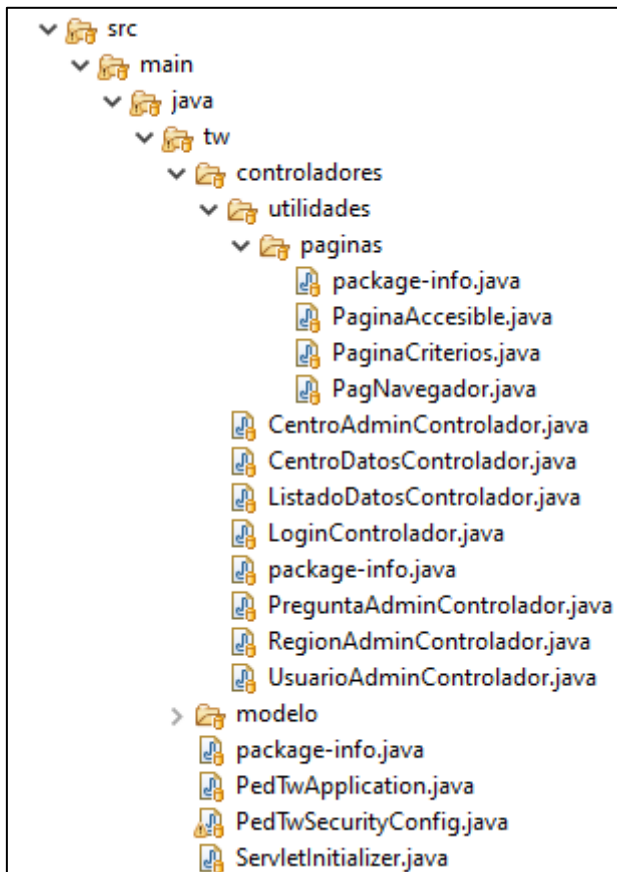 src
main
java
tw
controladores
utilidades
paginas
package-info.java
PaginaAccesible.java
PaginaCriterios.java
PagNavegador.java
CentroAdminControlador.java
CentroDatosControlador.java
ListadoDatosControlador.java
LoginControlador.java
package-info.java
PreguntaAdminControlador.java
RegionAdminControlador.java
UsuarioAdminControlador.java
modelo
package-info.java
PedTwApplication.java
PedTwSecurityConfig.java
ServletInitializer.java